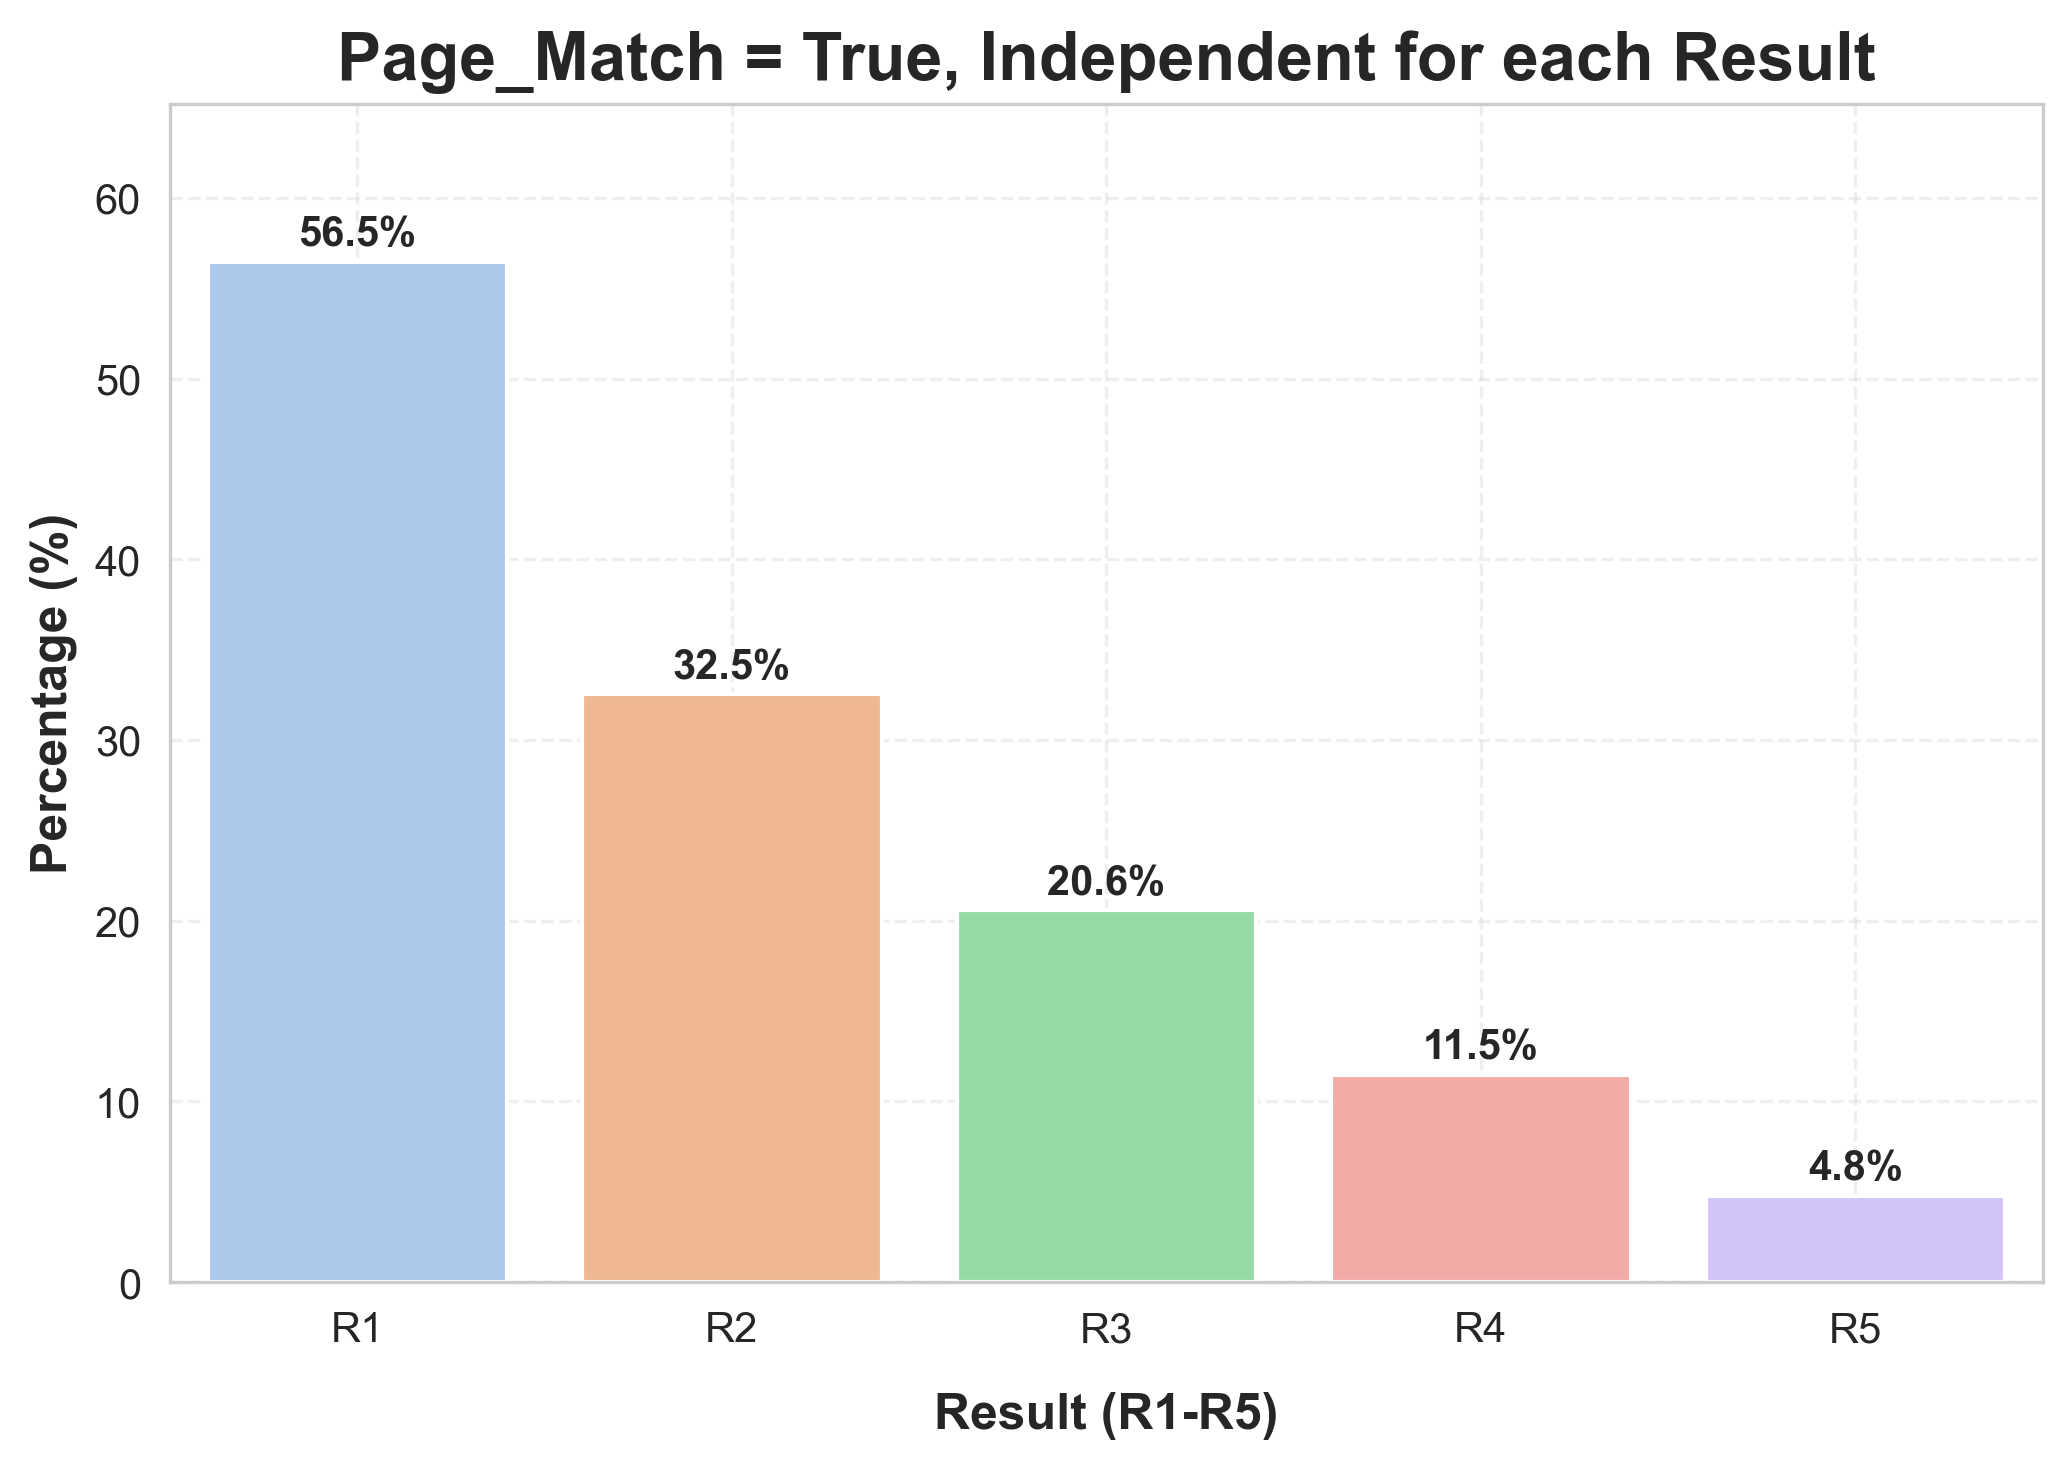 Page_Match = True, Independent for each Result
60
50
40
30
20
10
0
Percentage (%)
56.5%
32.5%
20.6%
11.5%
4.8%
R1
R2
R3
R4
R5
Result (R1-R5)